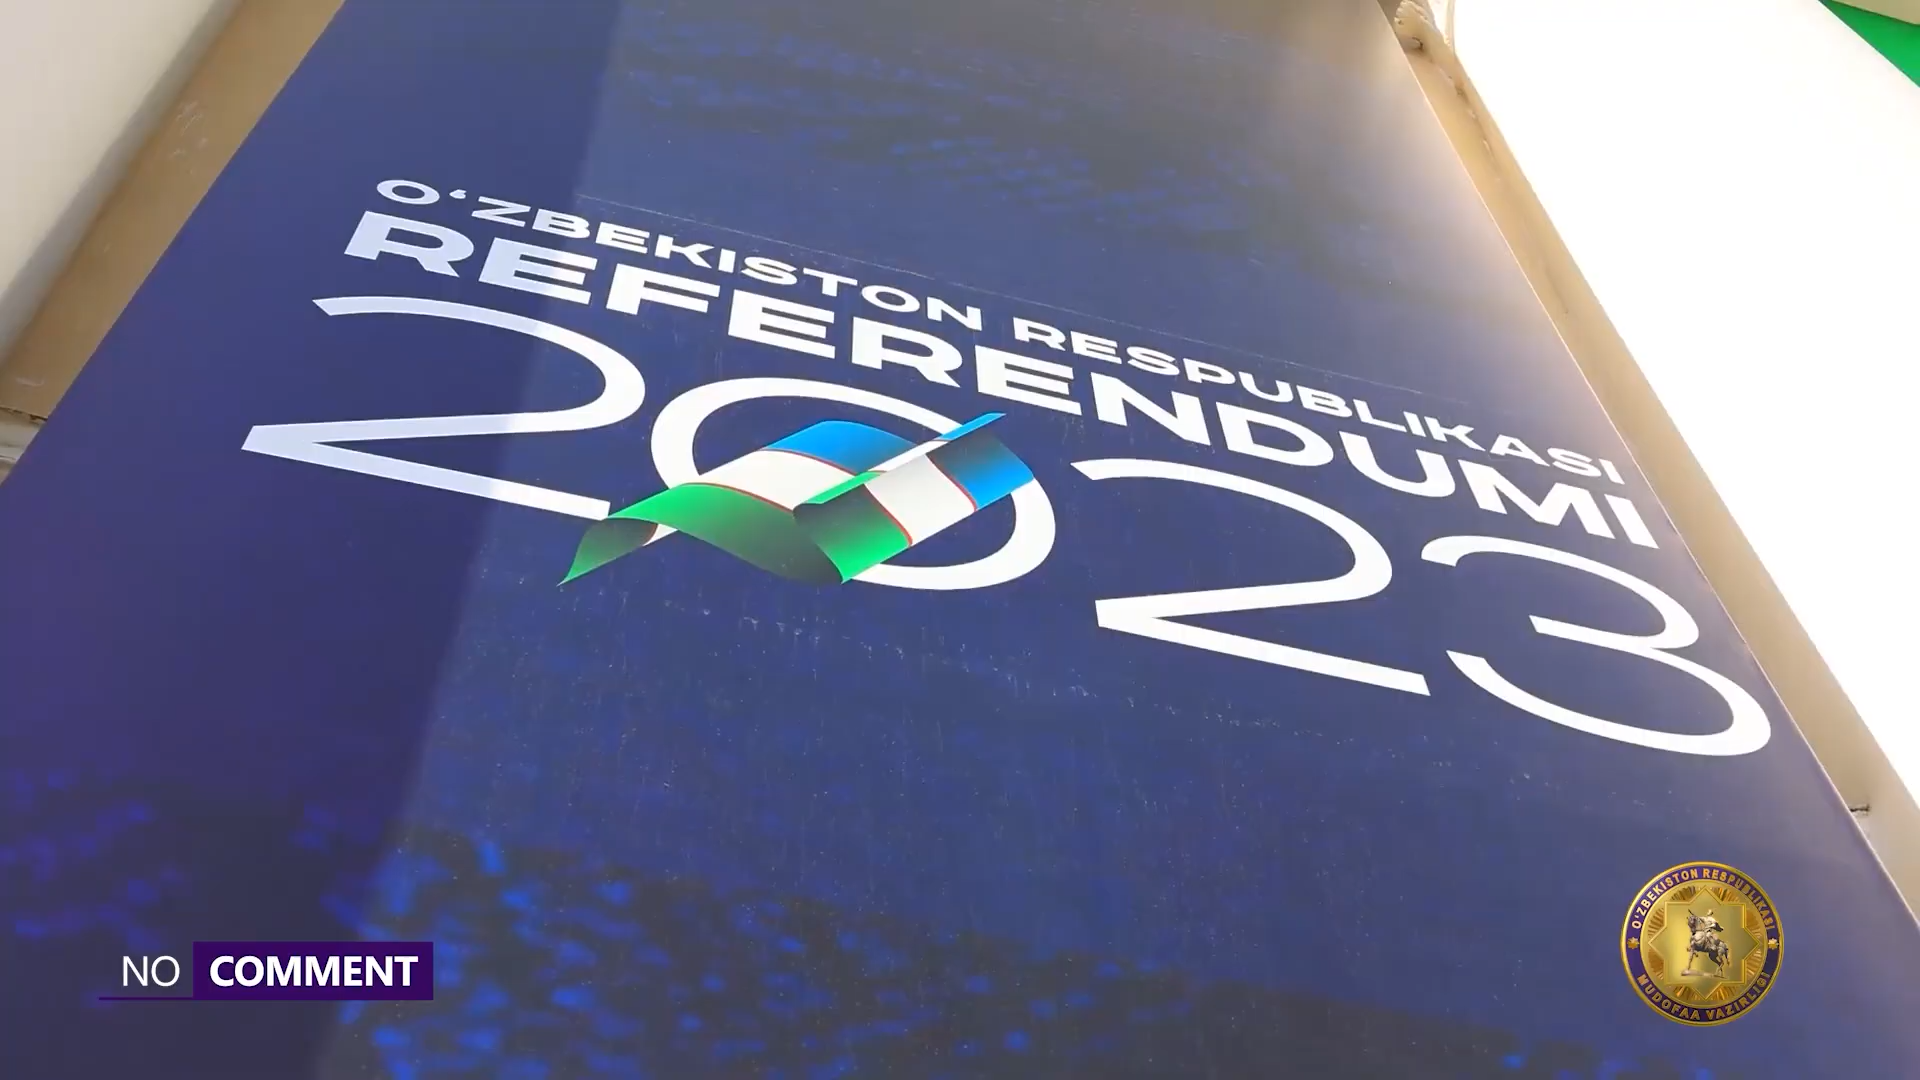 O‘ZBEKISTON RESPUBLIKASI
REFERENDUMI
2023
NO COMMENT
O‘ZBEKISTON RESPUBLIKASI
MUDOFAA VAZIRLIGI